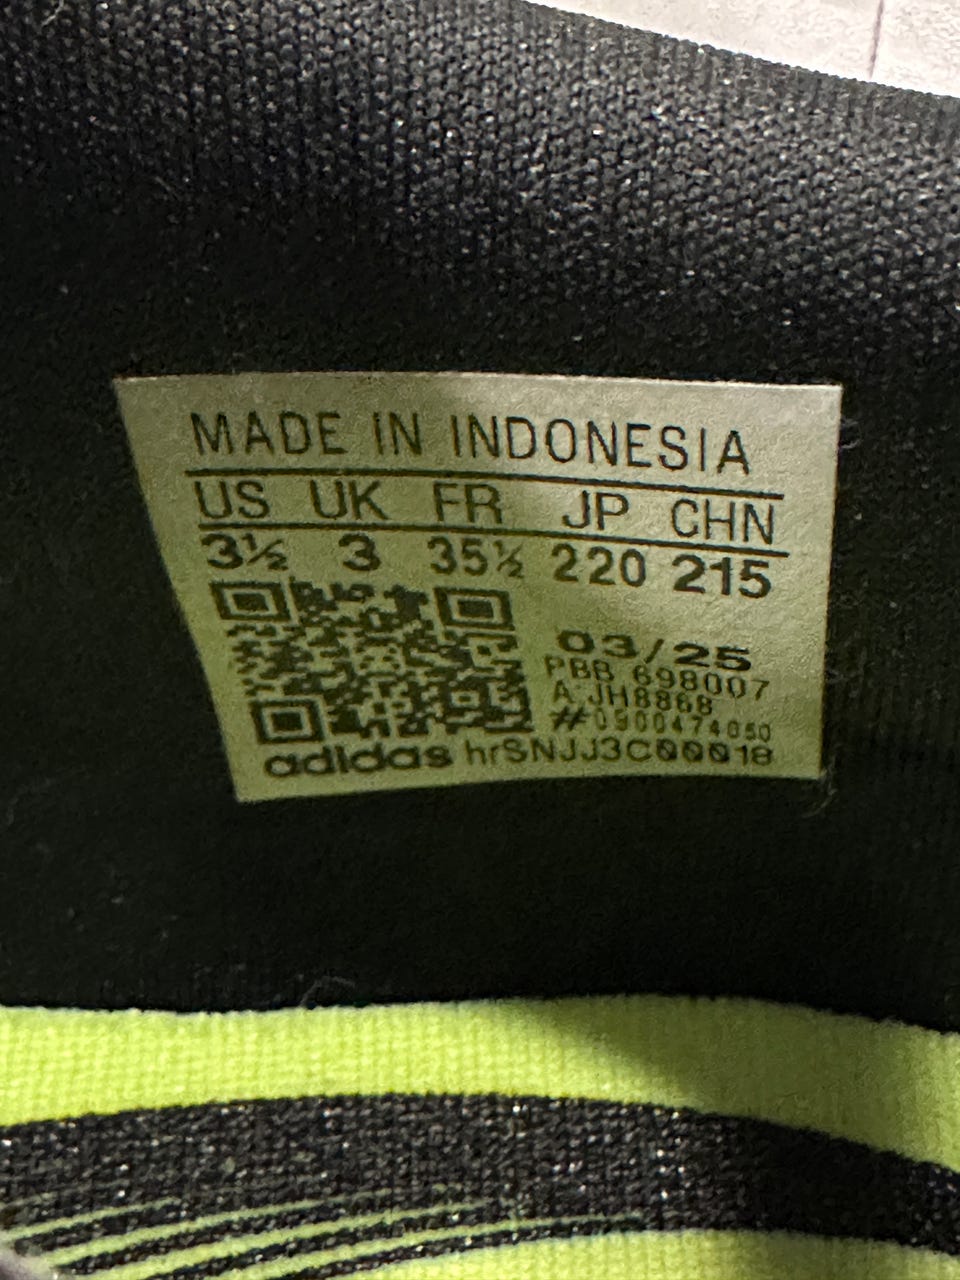 MADE IN INDONESIA
US UK FR JP CHN
3½ 3 35½ 220 215
03/25
PBB 698007
A:JH8868
#0900474050
adidas hrSNJJ3C00018